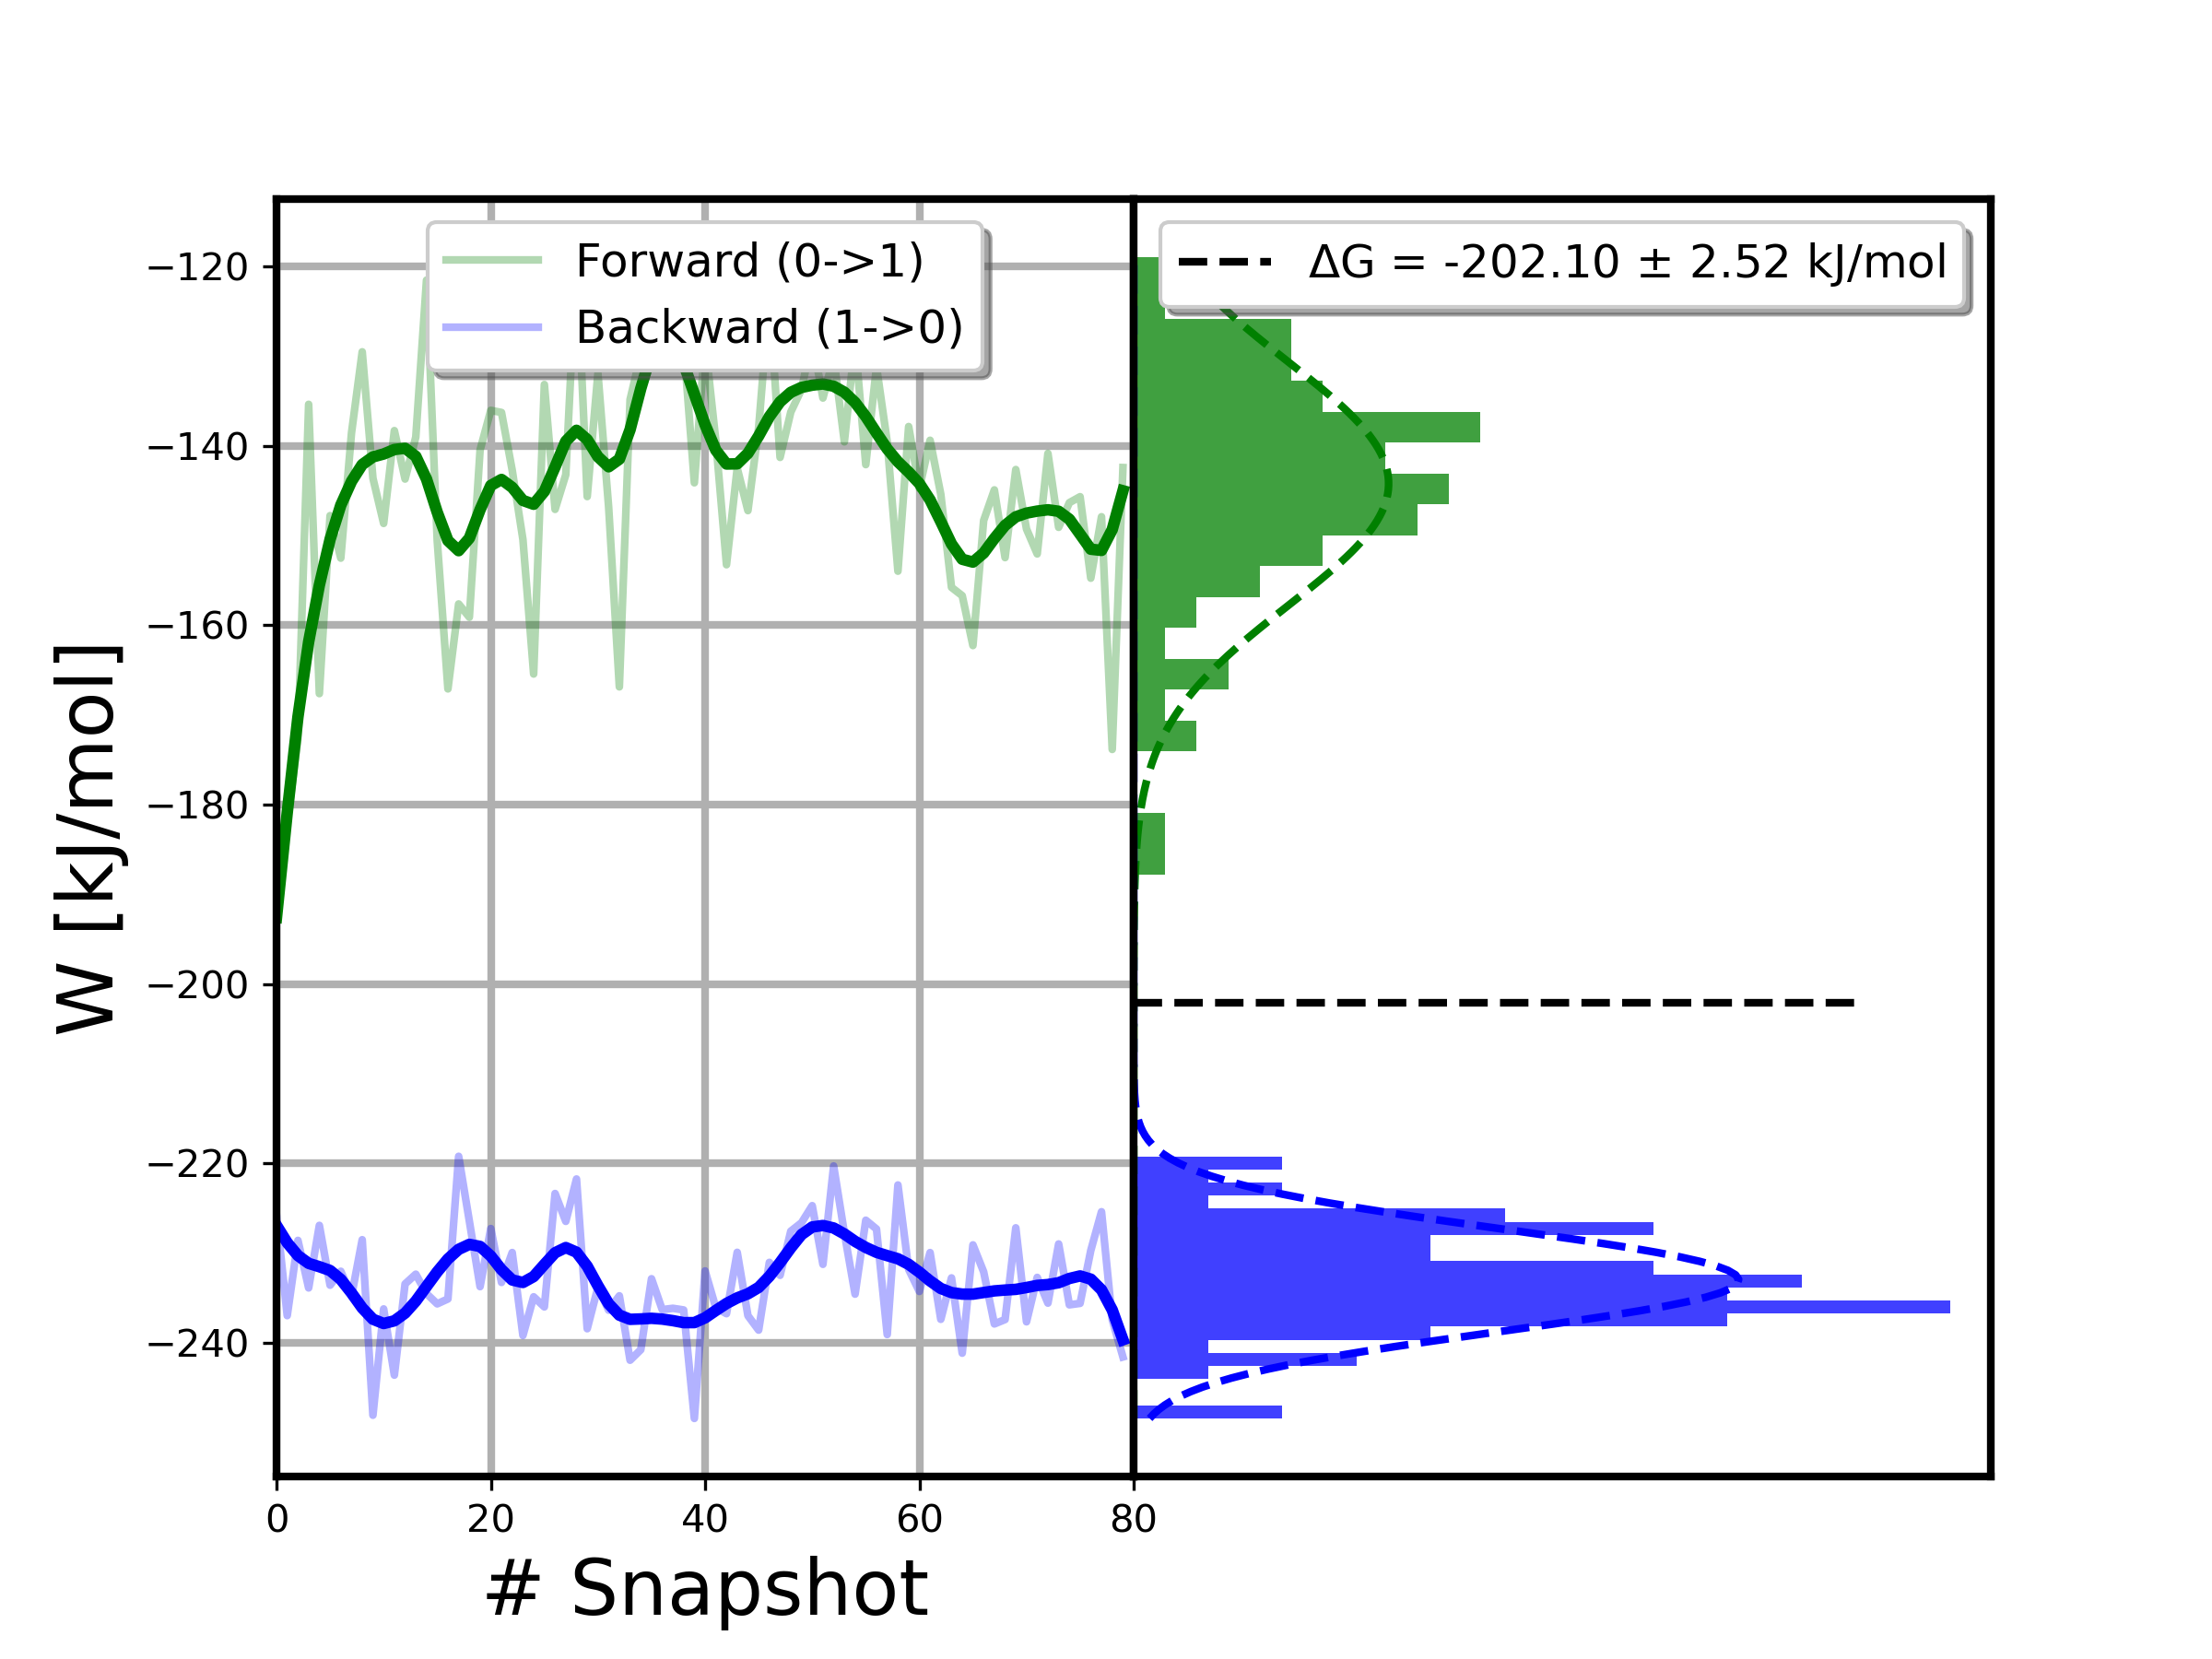 Forward (0->1)
Backward (1->0)
ΔG = -202.10 ± 2.52 kJ/mol
W [kJ/mol]
−120
−140
−160
−180
−200
−220
−240
0 20 40 60 80
# Snapshot